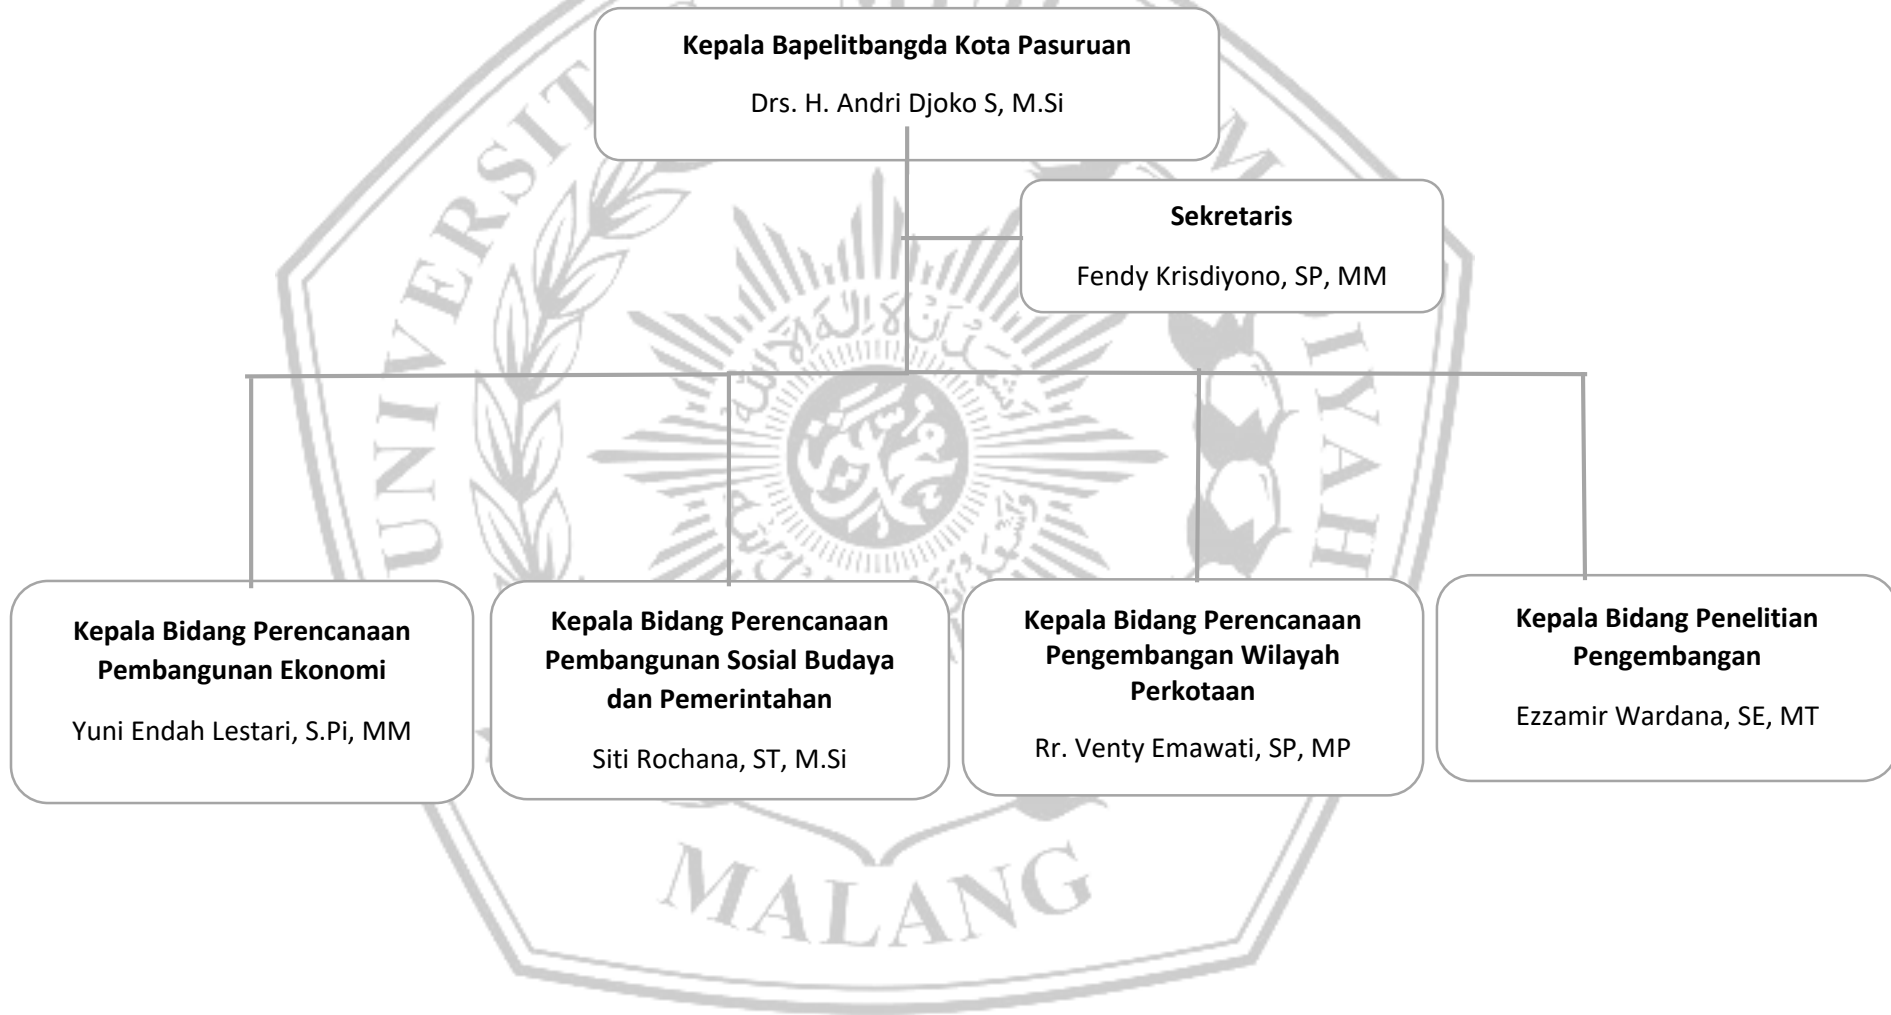 Kepala Bapelitbangda Kota Pasuruan
Drs. H. Andri Djoko S, M.Si
Sekretaris
Fendy Krisdiyono, SP, MM
Kepala Bidang Perencanaan
Pembangunan Ekonomi
Yuni Endah Lestari, S.Pi, MM
Kepala Bidang Perencanaan
Pembangunan Sosial Budaya
dan Pemerintahan
Siti Rochana, ST, M.Si
Kepala Bidang Perencanaan
Pengembangan Wilayah
Perkotaan
Rr. Venty Emawati, SP, MP
Kepala Bidang Penelitian
Pengembangan
Ezzamir Wardana, SE, MT
MALANG